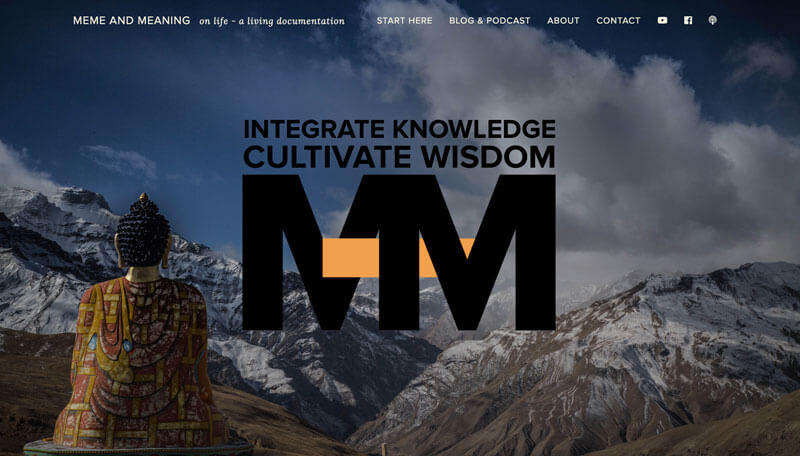 MEME AND MEANING on life - a living documentation START HERE BLOG & PODCAST ABOUT CONTACT
INTEGRATE KNOWLEDGE
CULTIVATE WISDOM
MM